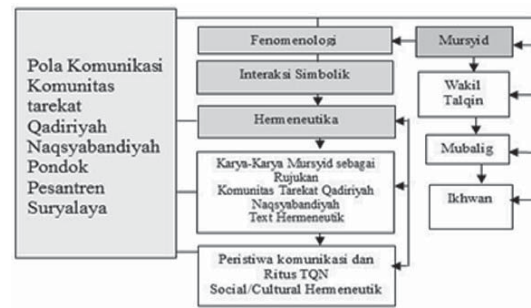 Pola Komunikasi
Komunitas
tarekat
Qadiriyah
Naqsyabandiyah
Pondok
Pesantren
Suryalaya
Fenomenologi
Interaksi Simbolik
Hermeneutika
Karya-Karya Mursyid sebagai
Rujukan
Komunitas Tarekat Qadiriyah
Naqsyabandiyah
Text Hermeneutik
Peristiwa komunikasi dan
Ritus TQN
Social/Cultural Hermeneutik
Mursyid
Wakil
Talqin
Mubalig
Ikhwan